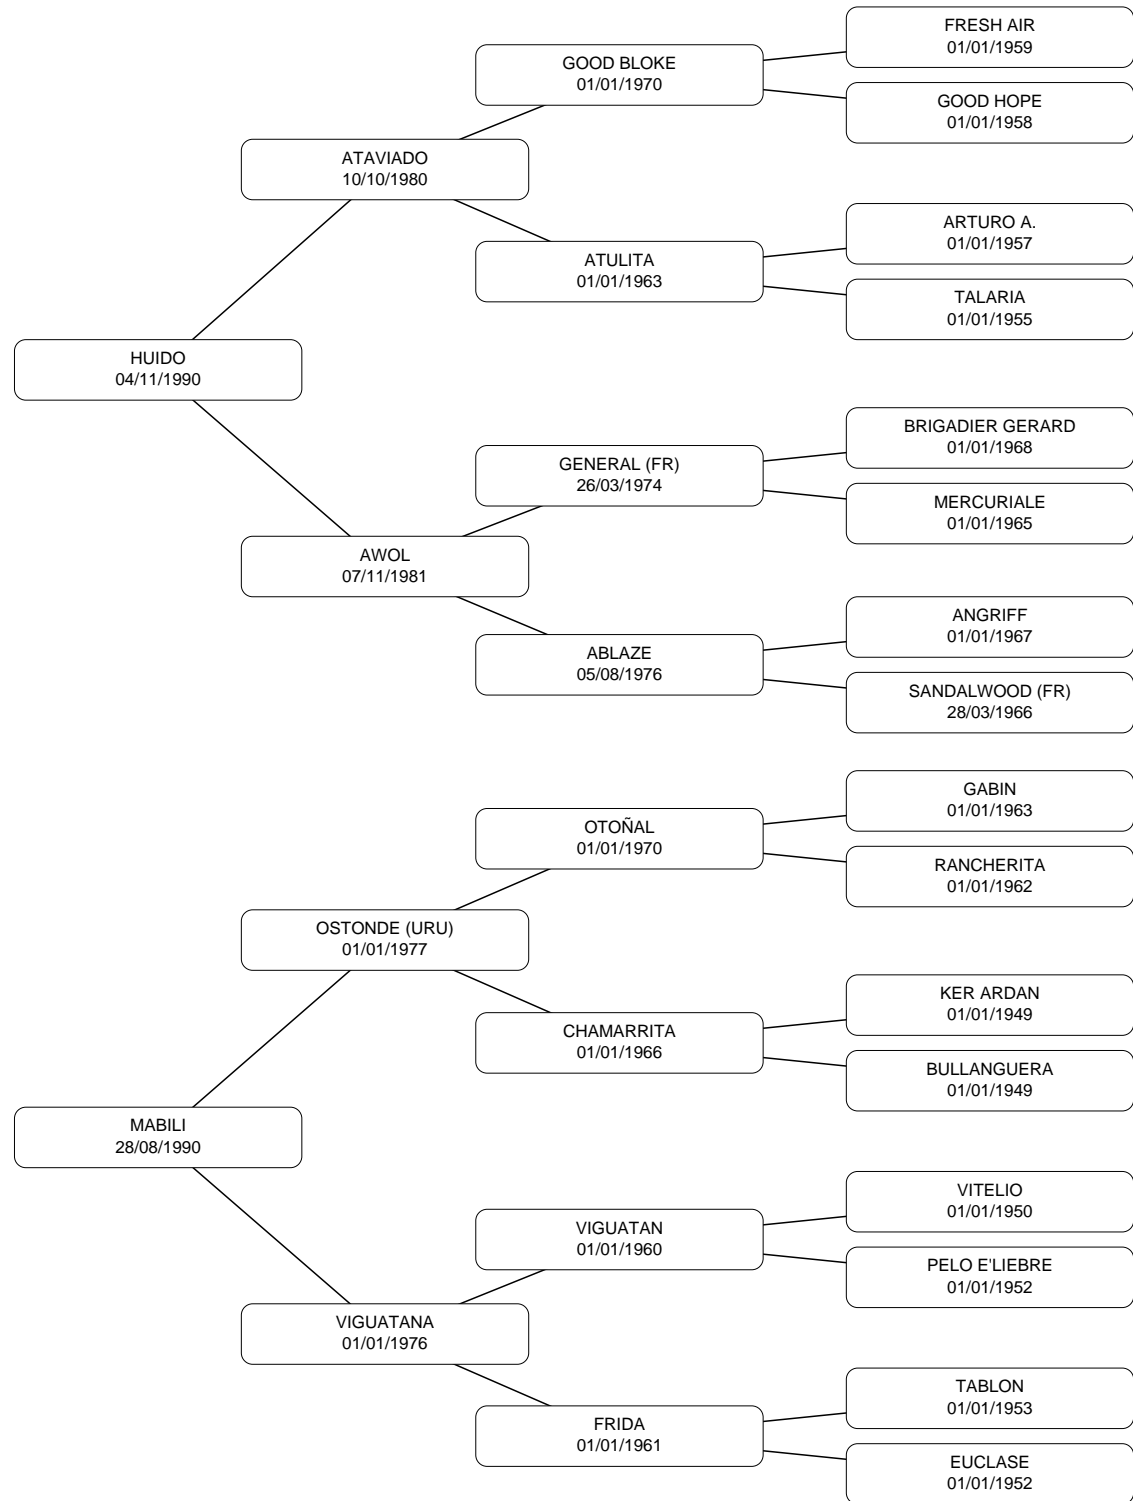 FRESH AIR
01/01/1959
GOOD BLOKE
01/01/1970
GOOD HOPE
01/01/1958
ATAVIADO
10/10/1980
ARTURO A.
01/01/1957
ATULITA
01/01/1963
TALARIA
01/01/1955
HUIDO
04/11/1990
BRIGADIER GERARD
01/01/1968
GENERAL (FR)
26/03/1974
MERCURIALE
01/01/1965
AWOL
07/11/1981
ANGRIFF
01/01/1967
ABLAZE
05/08/1976
SANDALWOOD (FR)
28/03/1966
GABIN
01/01/1963
OTOÑAL
01/01/1970
RANCHERITA
01/01/1962
OSTONDE (URU)
01/01/1977
KER ARDAN
01/01/1949
CHAMARRITA
01/01/1966
BULLANGUERA
01/01/1949
MABILI
28/08/1990
VITELIO
01/01/1950
VIGUATAN
01/01/1960
PELO E'LIEBRE
01/01/1952
VIGUATANA
01/01/1976
TABLON
01/01/1953
FRIDA
01/01/1961
EUCLASE
01/01/1952